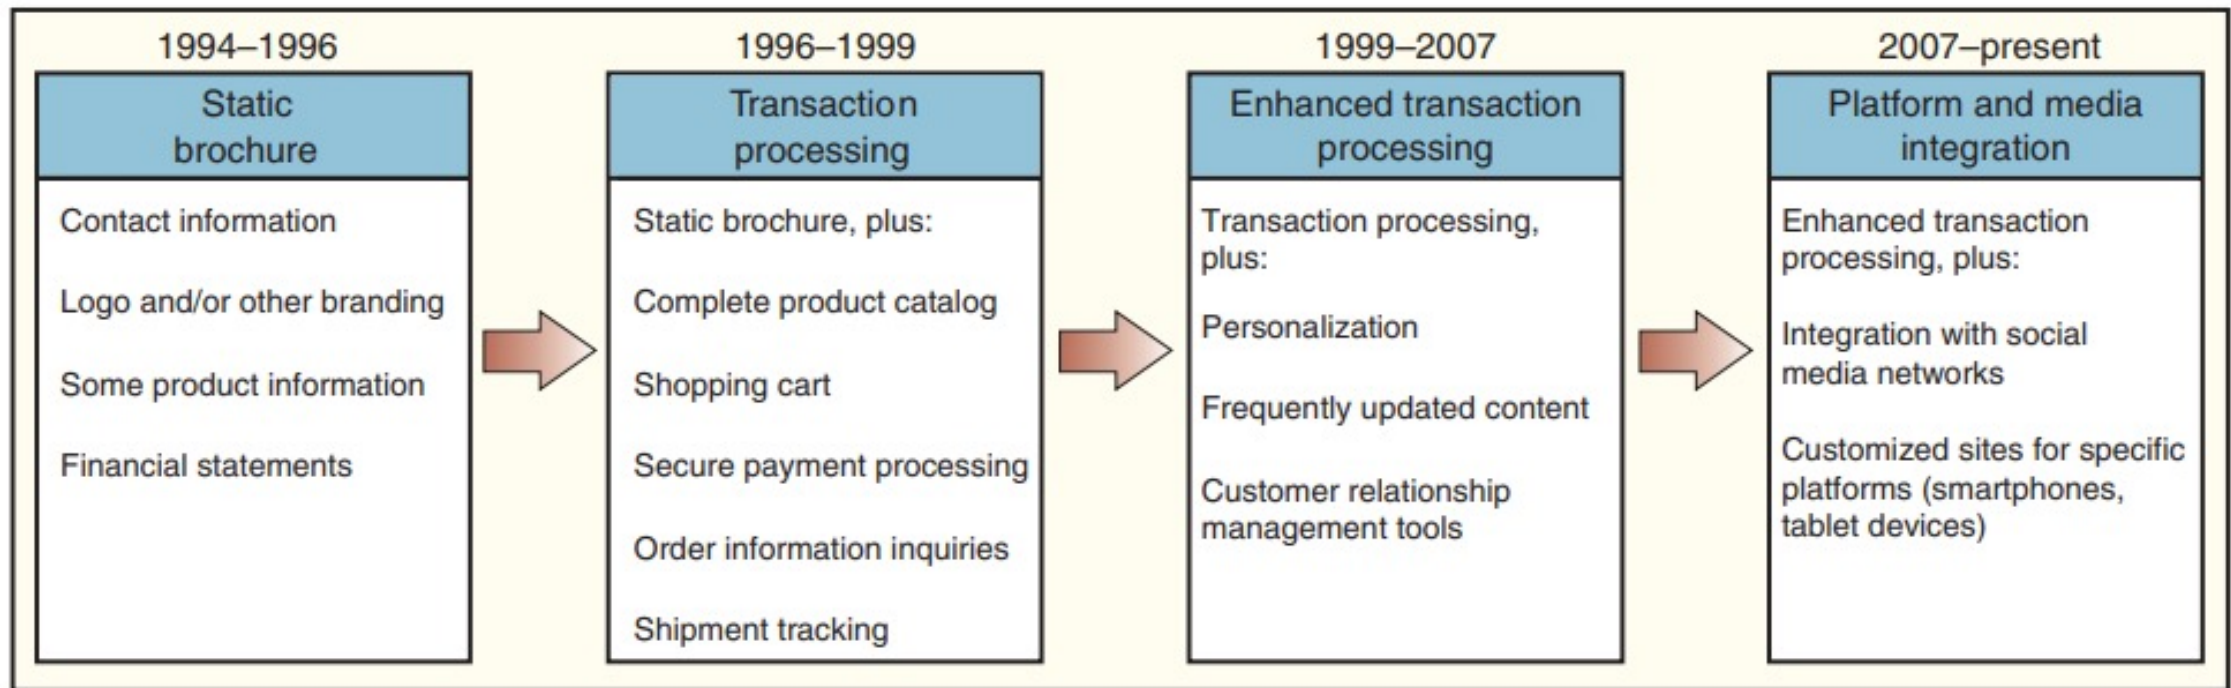 1994–1996
Static
brochure
Contact information
Logo and/or other branding
Some product information
Financial statements
1996–1999
Transaction
processing
Static brochure, plus:
Complete product catalog
Shopping cart
Secure payment processing
Order information inquiries
Shipment tracking
1999–2007
Enhanced transaction
processing
Transaction processing,
plus:
Personalization
Frequently updated content
Customer relationship
management tools
2007–present
Platform and media
integration
Enhanced transaction
processing, plus:
Integration with social
media networks
Customized sites for specific
platforms (smartphones,
tablet devices)